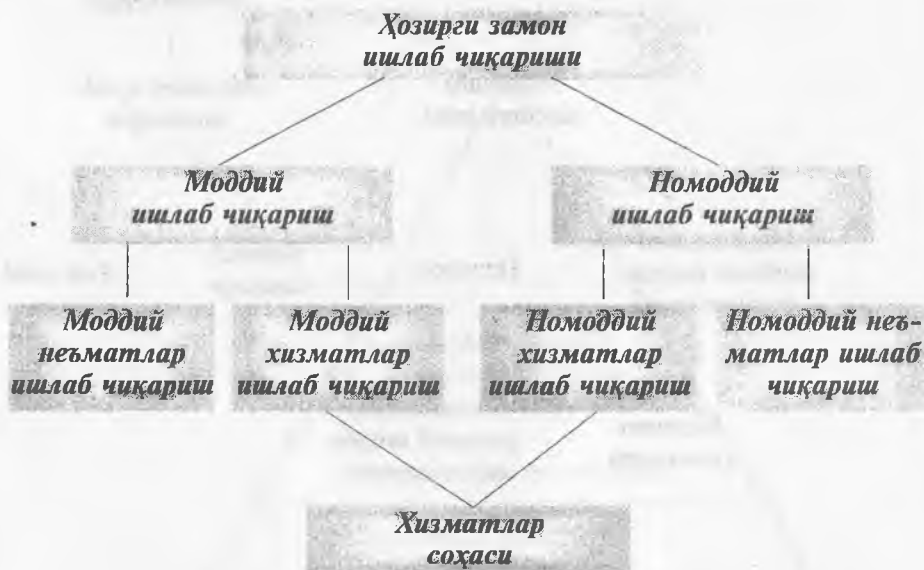 Ҳозирги замон
ишлаб чиқариши
Моддий
ишлаб чиқариш
Номоддий
ишлаб чиқариш
Моддий
неъматлар
ишлаб чиқариш
Моддий
хизматлар
ишлаб чиқариш
Номоддий
хизматлар
ишлаб чиқариш
Номоддий неъ-
матлар ишлаб
чиқариш
Хизматлар
соҳаси